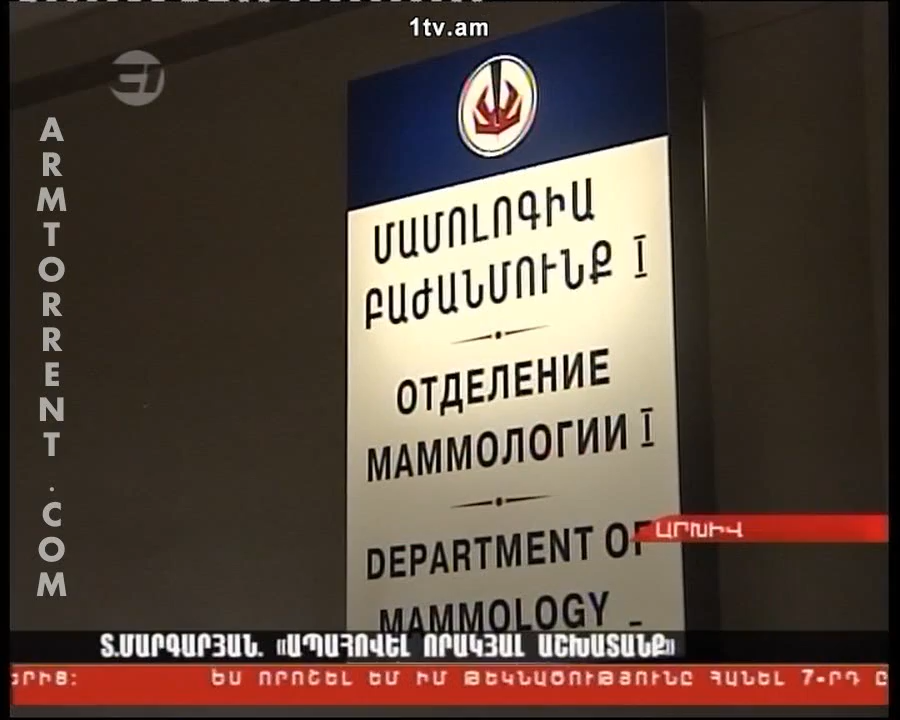 1tv.am
ARMTORRENT.COM
ՄԱՄՈԼՈԳԻԱ
ԲԱԺԱՆՄՈՒՆՔ I
ОТДЕЛЕНИЕ
МАММОЛОГИИ I
DEPARTMENT OF
MAMMOLOGY
ԱՐԽԻՎ
Տ.ՄԱՐԳԱՐՅԱՆ. «ԱՊԱՀՈՎԵԼ ՈՐԱԿՅԱԼ ԱՇԽԱՏԱՆՔ»
ԵՍ ՈՐՈՇԵԼ ԵՄ ԻՄ ԹԵԿՆԱԾՈՒԹՅՈՒՆԸ ՀԱՆԵԼ 7-ՐԴ